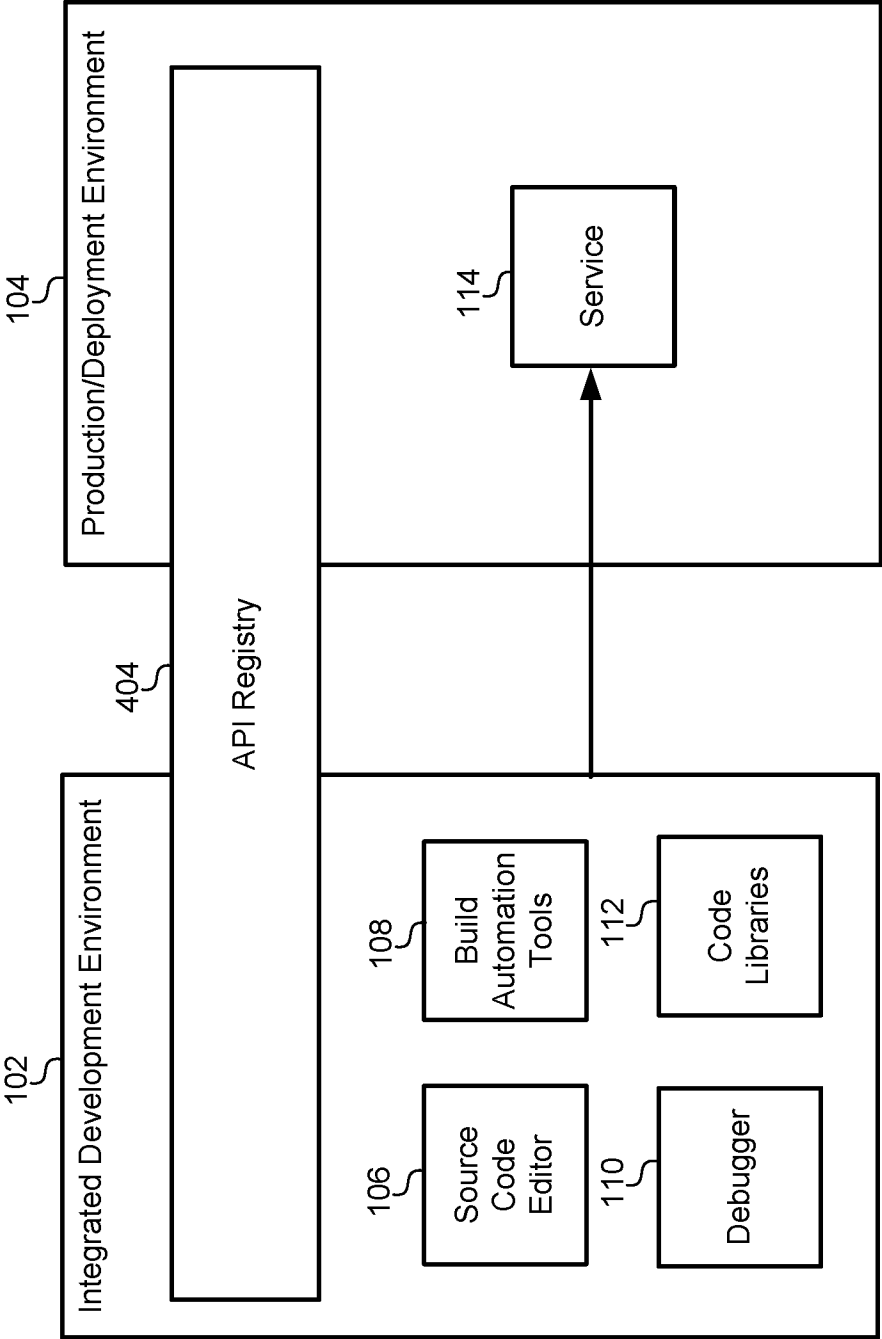 102
104
Integrated Development Environment
Production/Deployment Environment
404
API Registry
106
Source
Code
Editor
108
Build
Automation
Tools
114
Service
110
Debugger
112
Code
Libraries